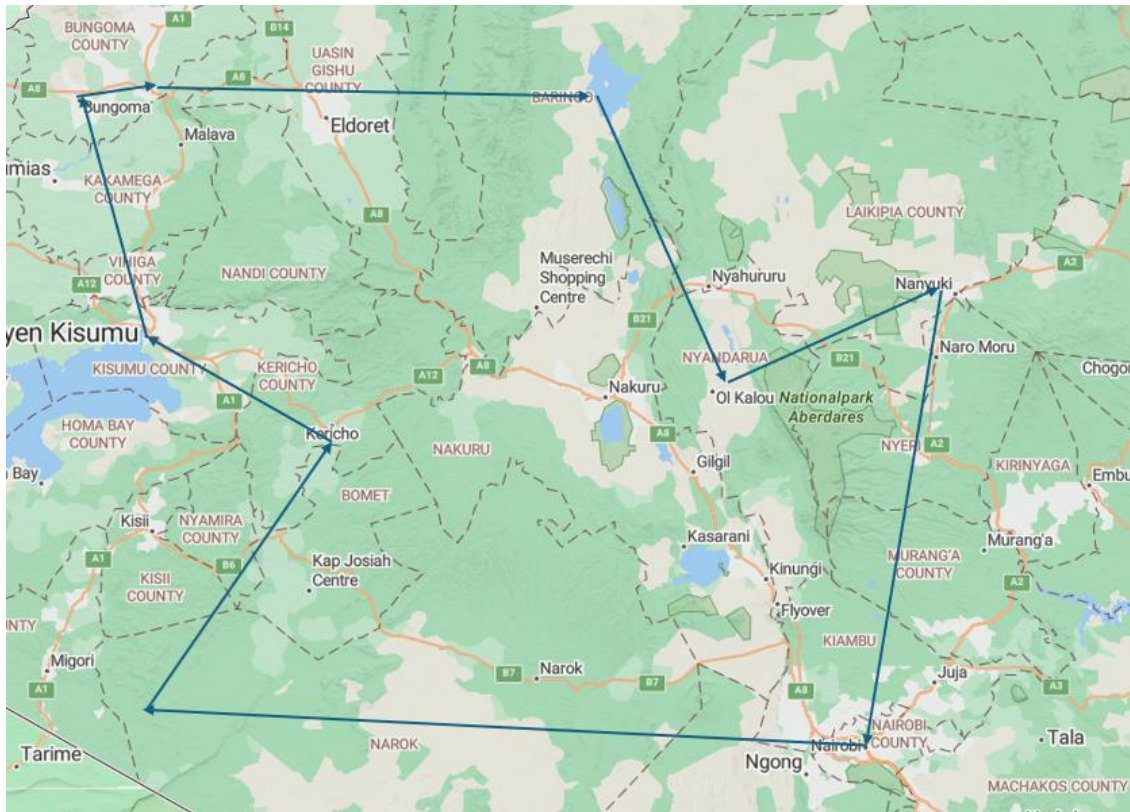 BUNGOMA
COUNTY
A1
B14
UASIN
GISHU
COUNTY
A8
A8
Bungoma
BARINGO
Eldoret
Malava
umias
KAKAMEGA
COUNTY
LAIKIPIA COUNTY
A8
VIHIGA
COUNTY
NANDI COUNTY
A12
Muserechi
Shopping
Centre
Nyahururu
Nanyuki
A2
B21
yen Kisumu
KISUMU COUNTY
KERICHO
COUNTY
A8
A12
NYANDARUA
B21
Naro Moru
Chogor
A1
Nakuru
Ol Kalou
Nationalpark
Aberdares
HOMA BAY
COUNTY
Kericho
NAKURU
A8
NYERI
A2
Bay
Gilgil
KIRINYAGA
Embu
BOMET
Kisii
NYAMIRA
COUNTY
Kasarani
Murang'a
A1
B6
Kap Josiah
Centre
MURANG'A
COUNTY
KISII
COUNTY
Kinungi
A2
Flyover
UNTY
KIAMBU
Migori
Narok
B7
B7
Juja
A1
A8
A3
NAROK
Nairobi
NAIROBI
COUNTY
Tala
Tarime
Ngong
MACHAKOS COUNTY